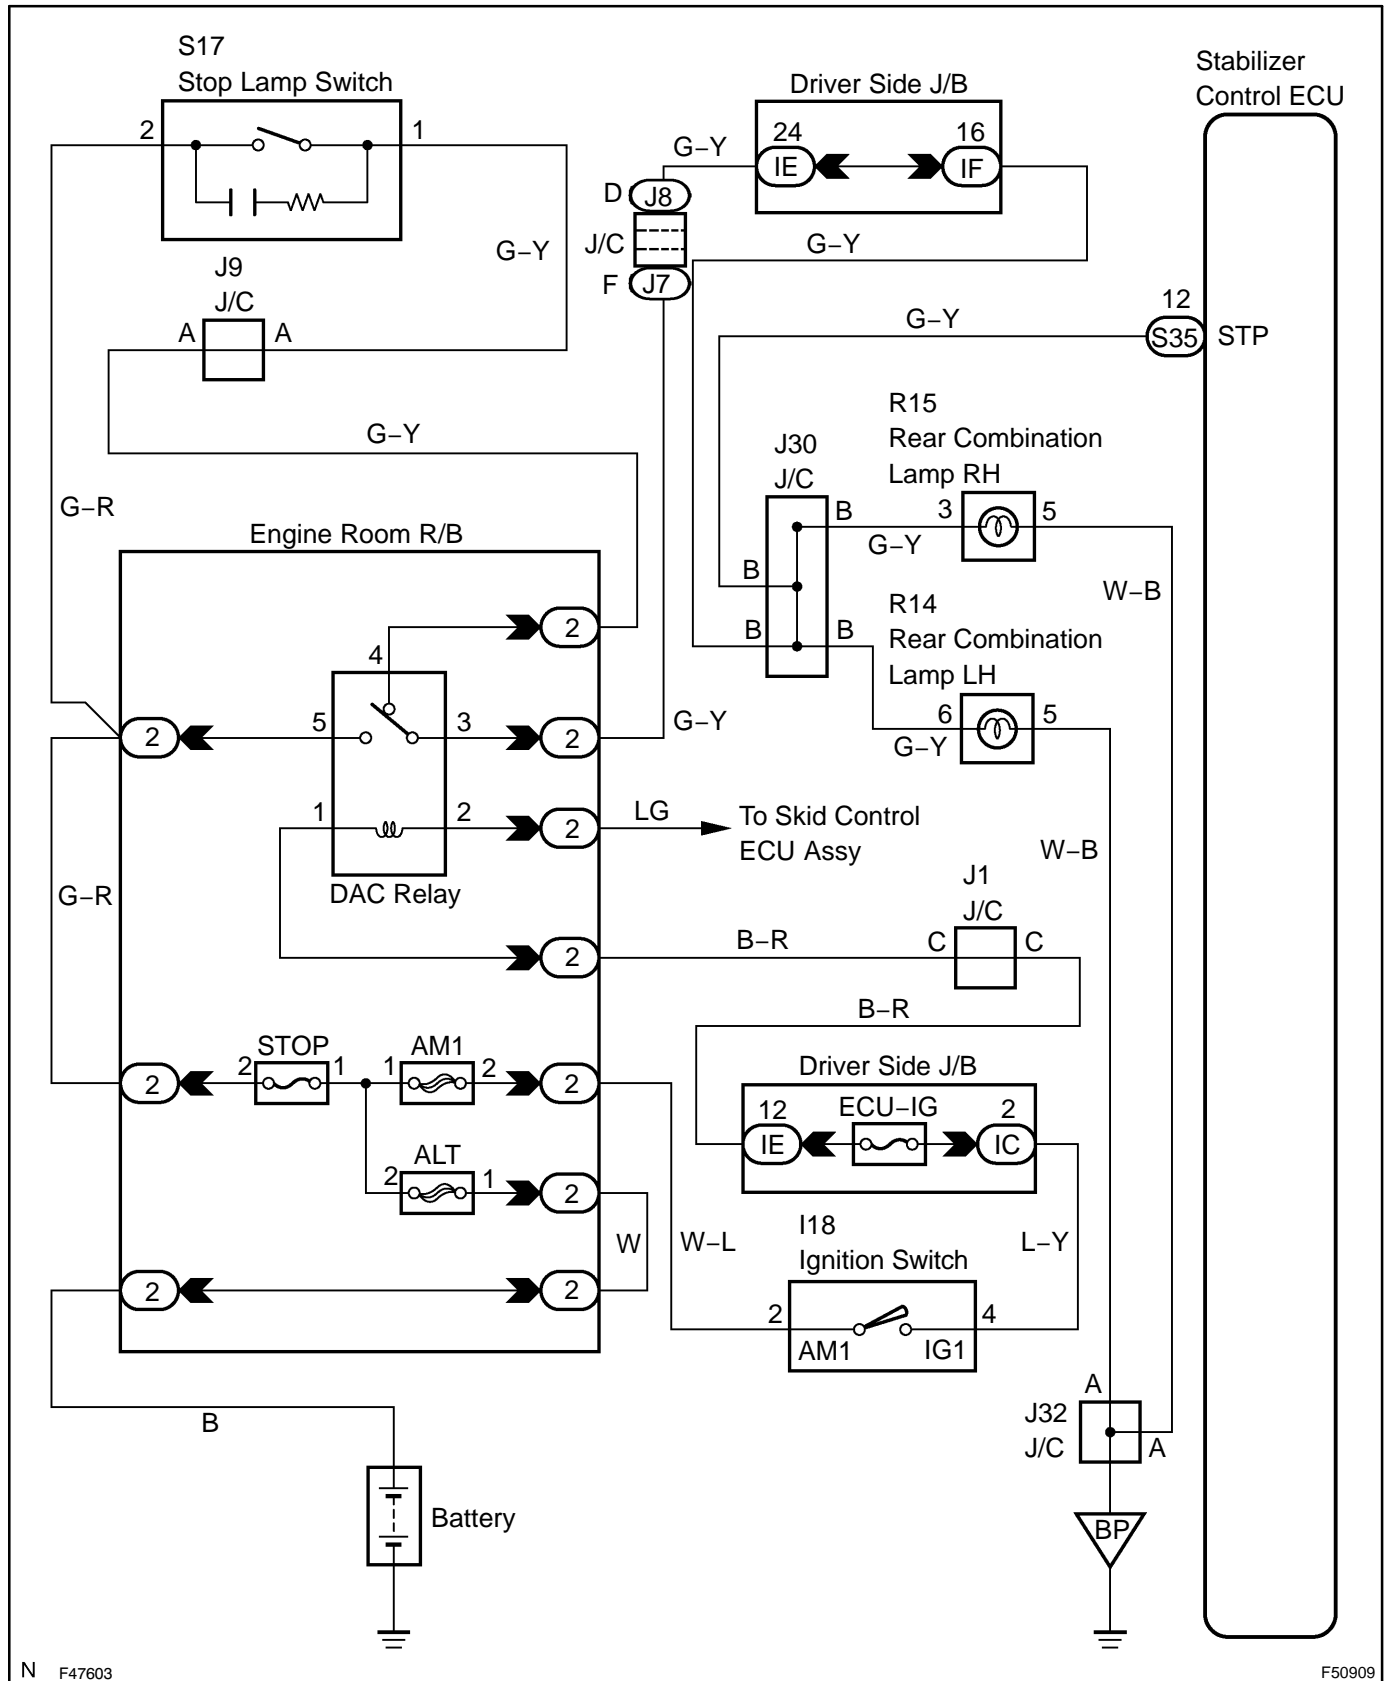 S17
Stop Lamp Switch
2
1
Stabilizer
Control ECU
Driver Side J/B
24
16
IE
IF
G–Y
D
J8
J/C
F
J7
G–Y
G–Y
J9
J/C
A
A
G–Y
12
S35
STP
G–Y
R15
Rear Combination
Lamp RH
J30
J/C
B
3
5
G–Y
G–R
B
W–B
R14
Rear Combination
Lamp LH
B
B
6
5
G–Y
Engine Room R/B
2
4
2
5
3
2
G–Y
1
2
2
LG
To Skid Control
ECU Assy
DAC Relay
G–R
W–B
J1
J/C
2
B–R
C
C
B–R
STOP
AM1
2
2
1
1
2
2
Driver Side J/B
12
ECU–IG
2
IE
IC
ALT
2
1
2
W
W–L
L–Y
I18
Ignition Switch
2
2
2
4
AM1
IG1
B
A
J32
J/C
A
Battery
BP
N
F47603
F50909